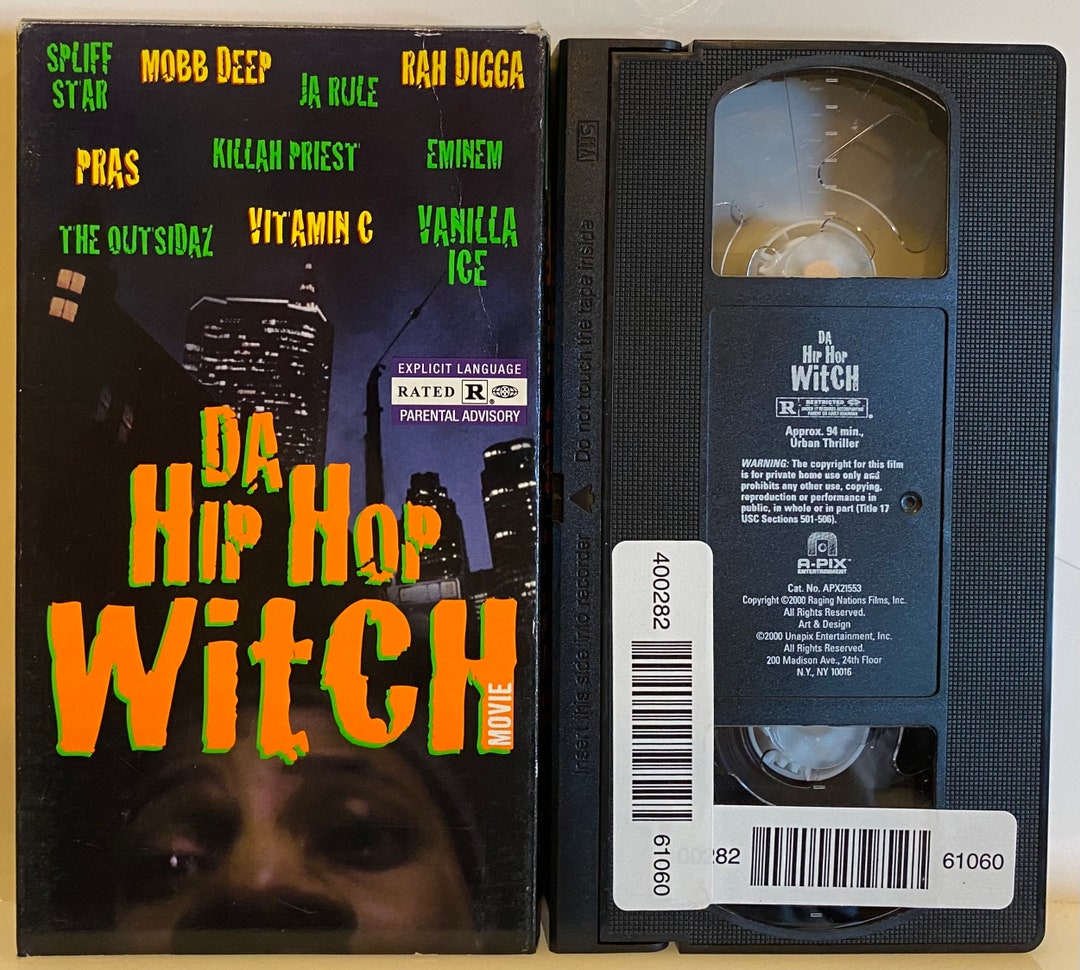 SPLIFF
STAR
MOBB DEEP
JA RULE
RAH DIGGA
PRAS
KILLAH PRIEST
EMINEM
THE OUTSIDAZ
VITAMIN C
VANILLA
ICE
EXPLICIT LANGUAGE
RATED R
PARENTAL ADVISORY
DA
HIP HOP
WitCH
MOVIE
VHS
Do not touch the tape inside
Insert this side into recorder
DA
HIP HOP
WitCH
R RESTRICTED
Approx. 94 min.,
Urban Thriller
WARNING: The copyright for this film
is for private home use only and
prohibits any other use, copying,
reproduction or performance in
public, in whole or in part (Title 17
USC Sections 501-506).
A-PIX
ENTERTAINMENT
Cat. No. APX21553
Copyright ©2000 Raging Nations Films, Inc.
All Rights Reserved.
Art & Design
©2000 Unapix Entertainment, Inc.
All Rights Reserved.
200 Madison Ave., 24th Floor
N.Y., NY 10016
400282
61060
00282
61060